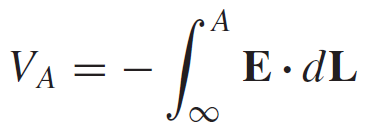 V_A = −∫_∞^A E · dL